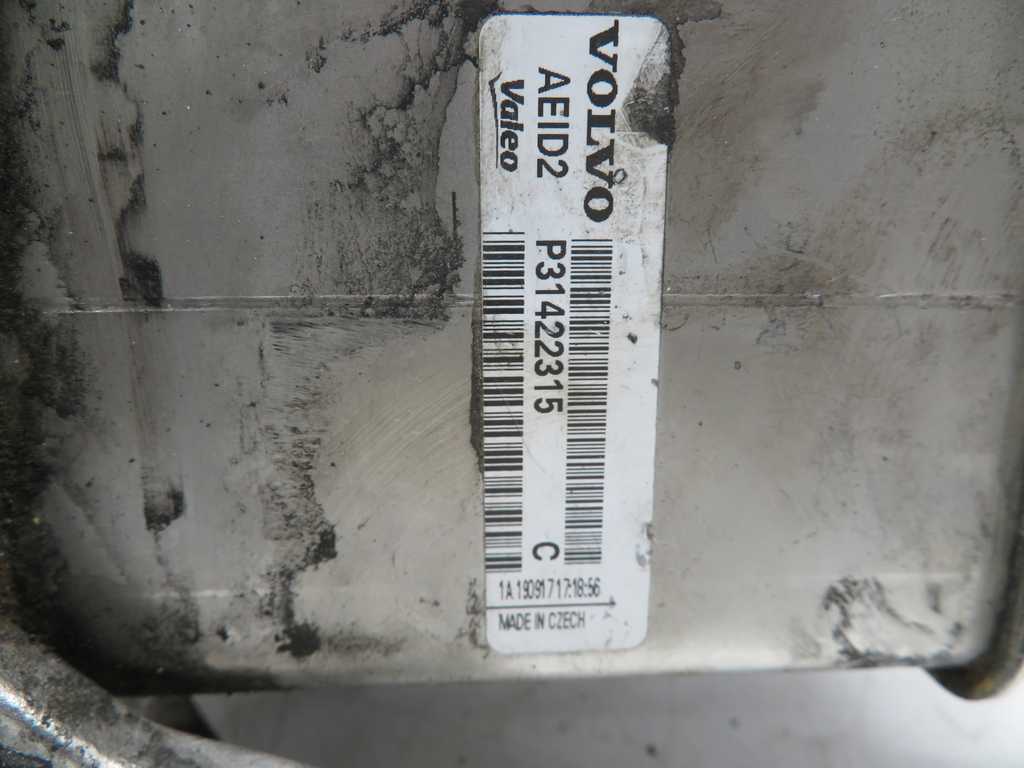 VOLVO
AEID2
Valeo
P31422315
C
1A 190917 17:18:56
MADE IN CZECH